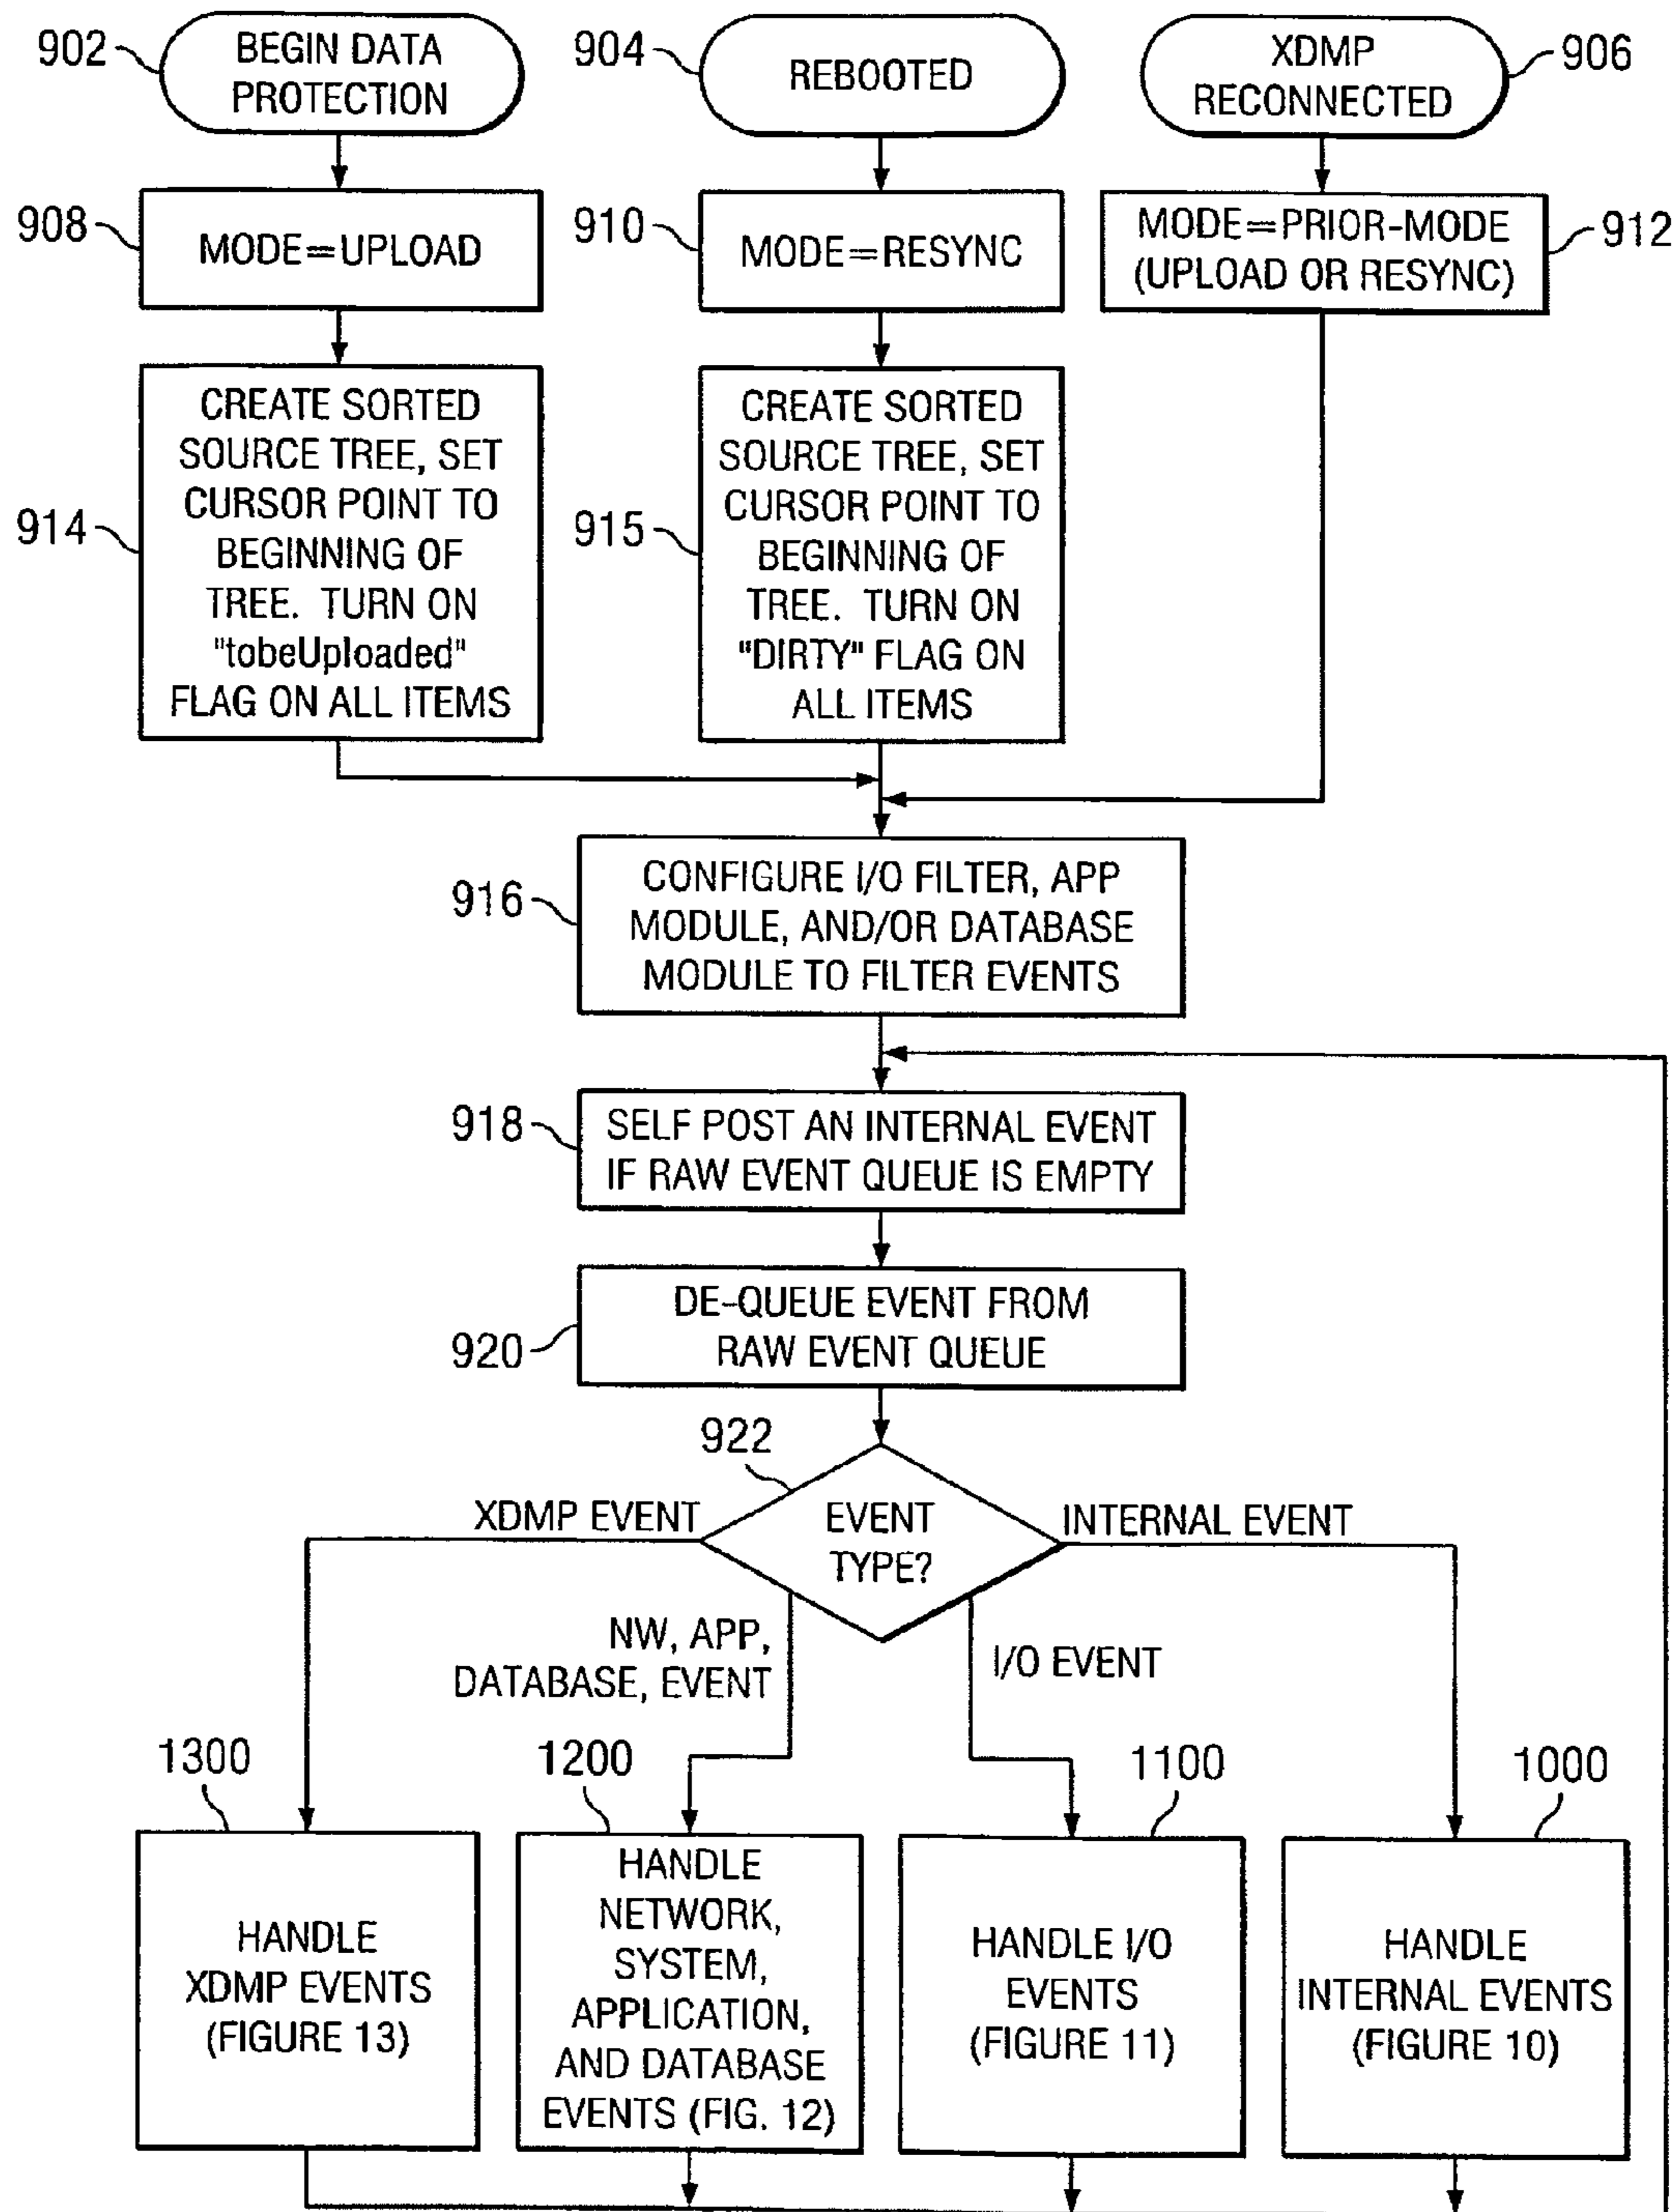 902
BEGIN DATA
PROTECTION
904
REBOOTED
XDMP
RECONNECTED
906
908
MODE=UPLOAD
910
MODE=RESYNC
MODE=PRIOR-MODE
(UPLOAD OR RESYNC)
912
914
CREATE SORTED
SOURCE TREE, SET
CURSOR POINT TO
BEGINNING OF
TREE. TURN ON
"tobeUploaded"
FLAG ON ALL ITEMS
915
CREATE SORTED
SOURCE TREE, SET
CURSOR POINT TO
BEGINNING OF
TREE. TURN ON
"DIRTY" FLAG ON
ALL ITEMS
916
CONFIGURE I/O FILTER, APP
MODULE, AND/OR DATABASE
MODULE TO FILTER EVENTS
918
SELF POST AN INTERNAL EVENT
IF RAW EVENT QUEUE IS EMPTY
920
DE-QUEUE EVENT FROM
RAW EVENT QUEUE
922
EVENT
TYPE?
XDMP EVENT
INTERNAL EVENT
NW, APP,
DATABASE, EVENT
I/O EVENT
1300
HANDLE
XDMP EVENTS
(FIGURE 13)
1200
HANDLE
NETWORK,
SYSTEM,
APPLICATION,
AND DATABASE
EVENTS (FIG. 12)
1100
HANDLE I/O
EVENTS
(FIGURE 11)
1000
HANDLE
INTERNAL EVENTS
(FIGURE 10)